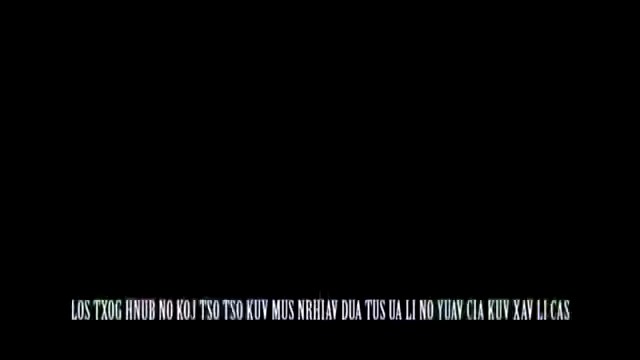 LOS TXOG HNUB NO KOJ TSO TSO KUV MUS NRHIAV DUA TUS UA LI NO YUAV CIA KUV XAV LI CAS